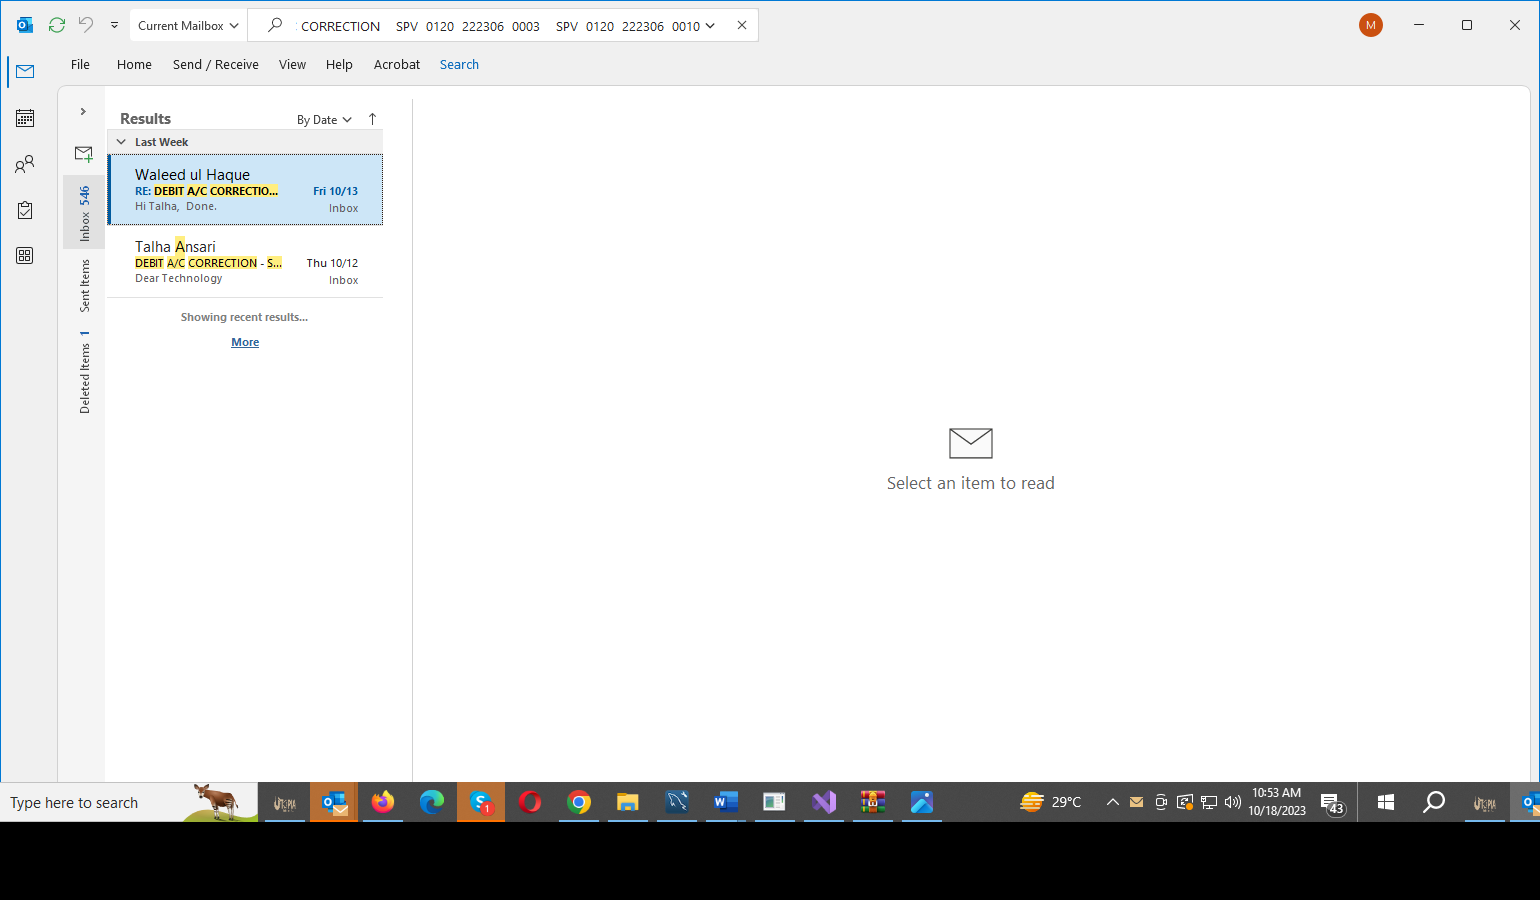 Current Mailbox
CORRECTION SPV 0120 222306 0003 SPV 0120 222306 0010
M
File Home Send / Receive View Help Acrobat Search
Results
By Date
Last Week
Waleed ul Haque
RE: DEBIT A/C CORRECTIO...
Fri 10/13
Hi Talha, Done.
Inbox
Talha Ansari
DEBIT A/C CORRECTION - S...
Thu 10/12
Dear Technology
Inbox
Showing recent results...
More
Inbox 546
Sent Items
Deleted Items 1
Select an item to read
Type here to search
UTOPIA
1
29°C
10:53 AM
10/18/2023
43
UTOPIA